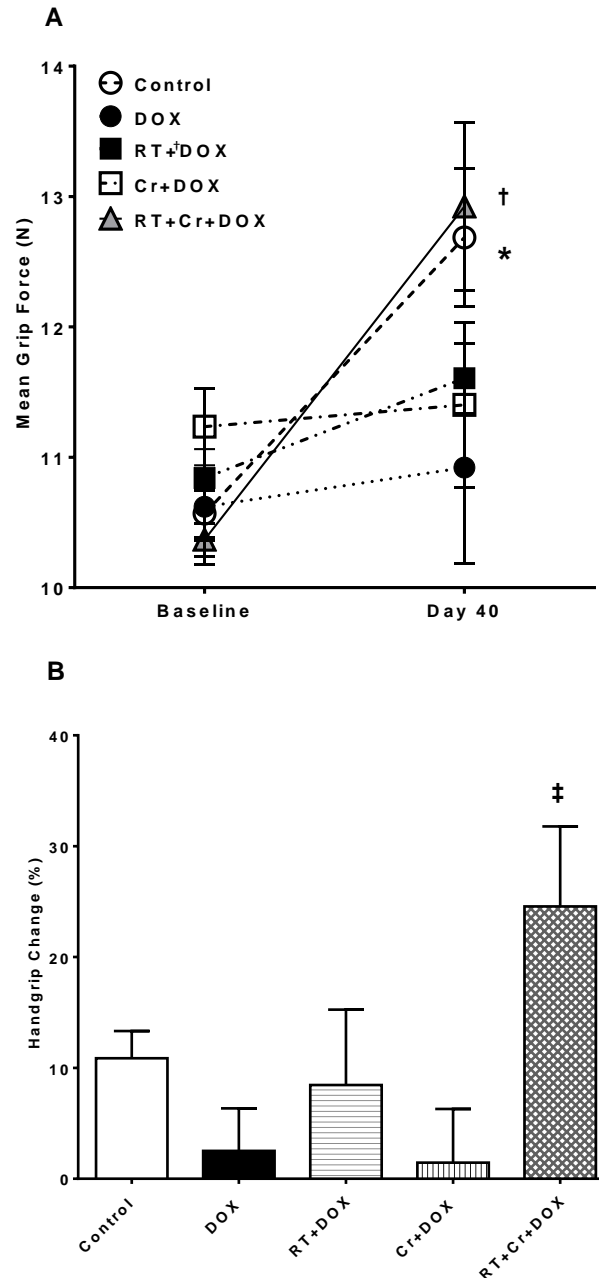 A
14
13
12
11
10
Mean Grip Force (N)
Control
DOX
RT+†DOX
Cr+DOX
RT+Cr+DOX
†
*
Baseline Day 40
B
40
30
20
10
0
Handgrip Change (%)
‡
Control
DOX
RT+DOX
Cr+DOX
RT+Cr+DOX